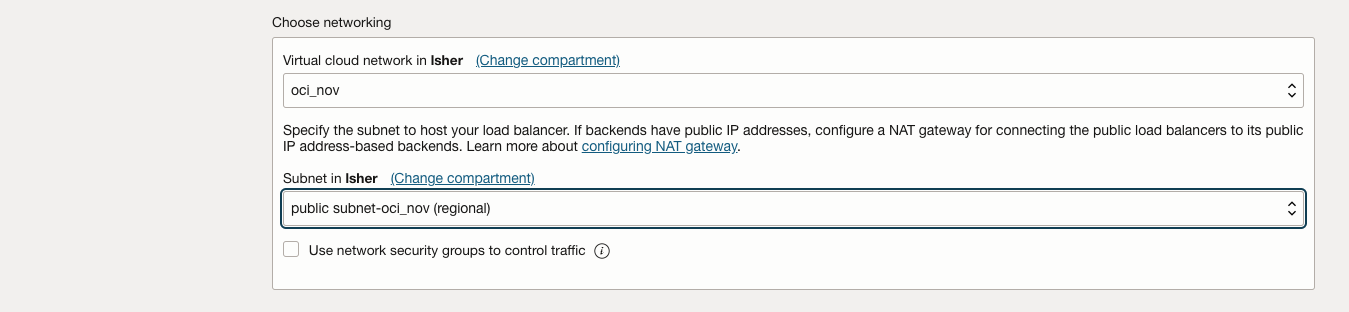 Choose networking
Virtual cloud network in Isher (Change compartment)
oci_nov
Specify the subnet to host your load balancer. If backends have public IP addresses, configure a NAT gateway for connecting the public load balancers to its public
IP address-based backends. Learn more about configuring NAT gateway.
Subnet in Isher (Change compartment)
public subnet-oci_nov (regional)
Use network security groups to control traffic i